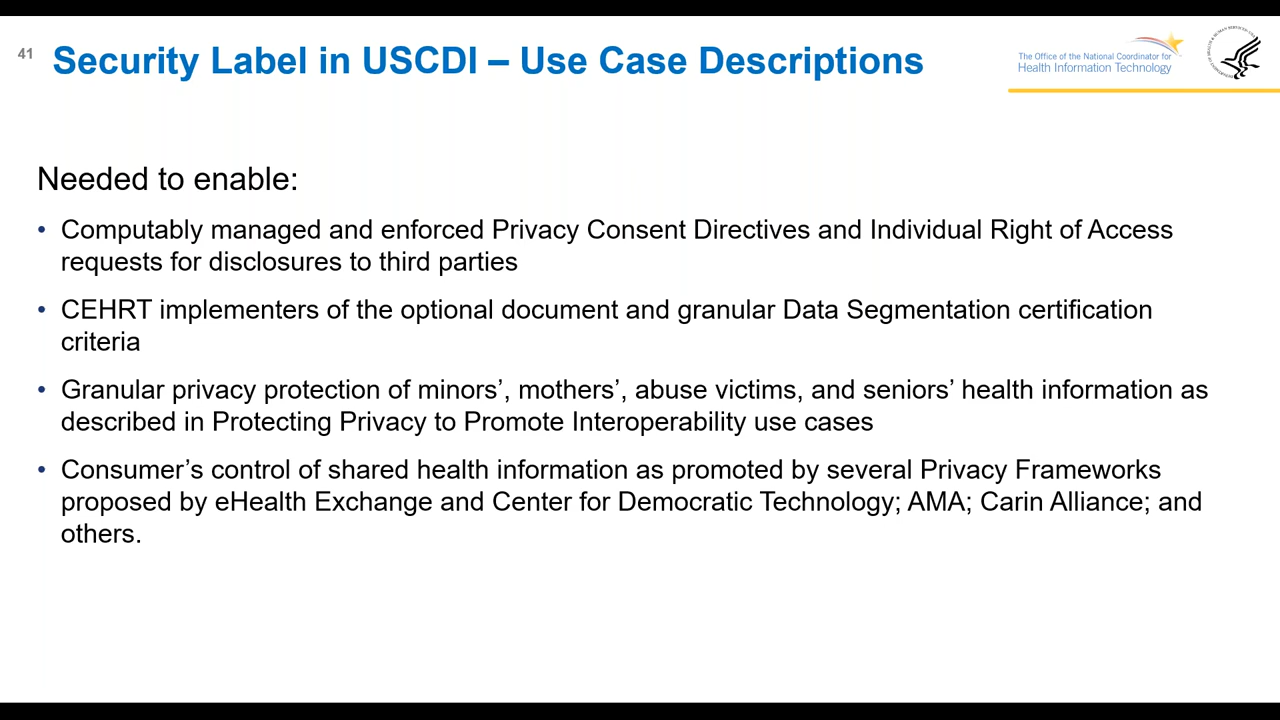 41
Security Label in USCDI – Use Case Descriptions
The Office of the National Coordinator for
Health Information Technology
Needed to enable:
• Computably managed and enforced Privacy Consent Directives and Individual Right of Access
requests for disclosures to third parties
• CEHRT implementers of the optional document and granular Data Segmentation certification
criteria
• Granular privacy protection of minors’, mothers’, abuse victims, and seniors’ health information as
described in Protecting Privacy to Promote Interoperability use cases
• Consumer’s control of shared health information as promoted by several Privacy Frameworks
proposed by eHealth Exchange and Center for Democratic Technology; AMA; Carin Alliance; and
others.